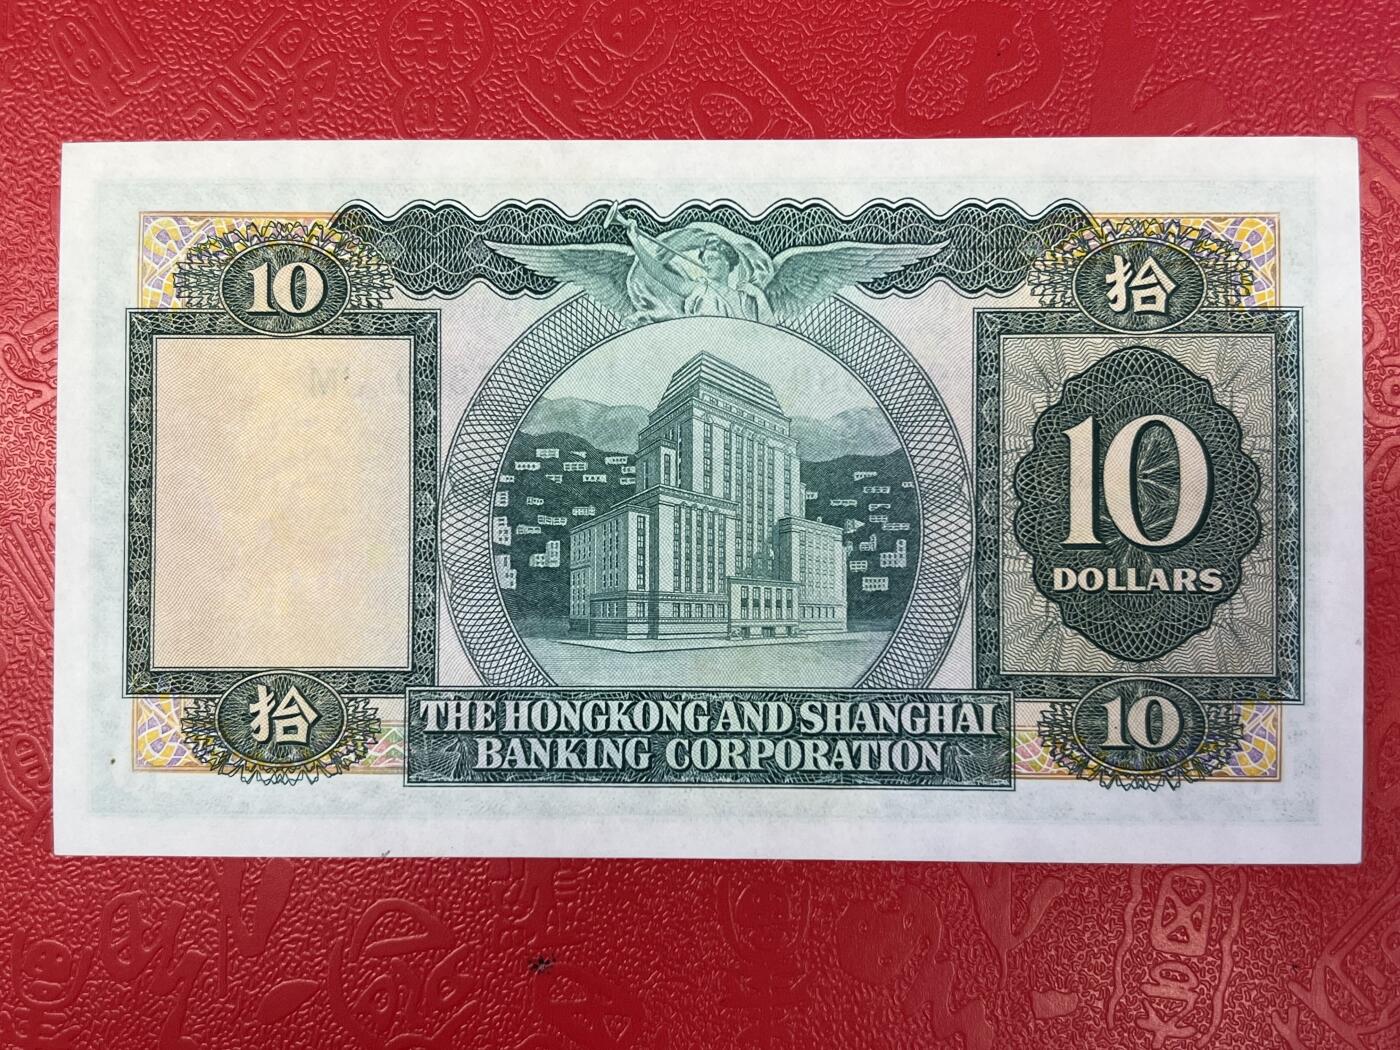 10
拾
10
DOLLARS
拾
THE HONGKONG AND SHANGHAI
BANKING CORPORATION
10